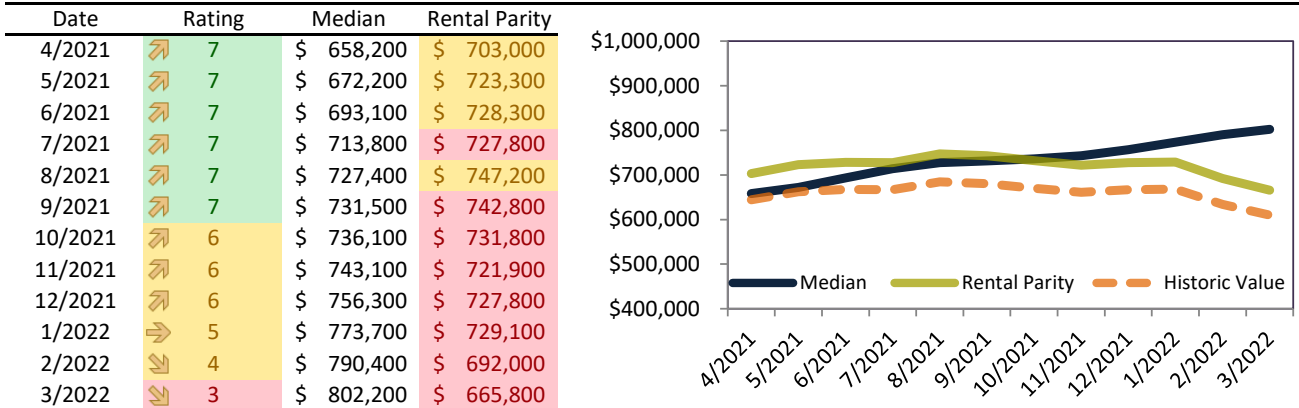 Date Rating Median Rental Parity
4/2021 7 $ 658,200 $ 703,000
5/2021 7 $ 672,200 $ 723,300
6/2021 7 $ 693,100 $ 728,300
7/2021 7 $ 713,800 $ 727,800
8/2021 7 $ 727,400 $ 747,200
9/2021 7 $ 731,500 $ 742,800
10/2021 6 $ 736,100 $ 731,800
11/2021 6 $ 743,100 $ 721,900
12/2021 6 $ 756,300 $ 727,800
1/2022 5 $ 773,700 $ 729,100
2/2022 4 $ 790,400 $ 692,000
3/2022 3 $ 802,200 $ 665,800
$1,000,000
$900,000
$800,000
$700,000
$600,000
$500,000
$400,000
Median Rental Parity Historic Value
4/2021 5/2021 6/2021 7/2021 8/2021 9/2021 10/2021 11/2021 12/2021 1/2022 2/2022 3/2022